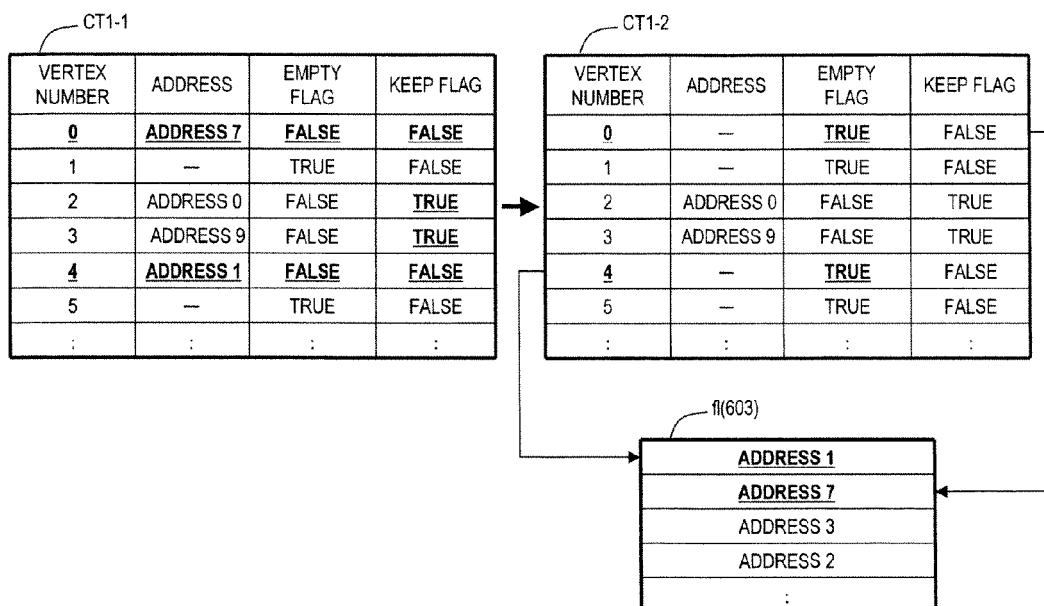 CT1-1
VERTEX NUMBER ADDRESS EMPTY FLAG KEEP FLAG
0 ADDRESS 7 FALSE FALSE
1 — TRUE FALSE
2 ADDRESS 0 FALSE TRUE
3 ADDRESS 9 FALSE TRUE
4 ADDRESS 1 FALSE FALSE
5 — TRUE FALSE
: : : :
CT1-2
VERTEX NUMBER ADDRESS EMPTY FLAG KEEP FLAG
0 — TRUE FALSE
1 — TRUE FALSE
2 ADDRESS 0 FALSE TRUE
3 ADDRESS 9 FALSE TRUE
4 — TRUE FALSE
5 — TRUE FALSE
: : : :
fl(603)
ADDRESS 1
ADDRESS 7
ADDRESS 3
ADDRESS 2
: